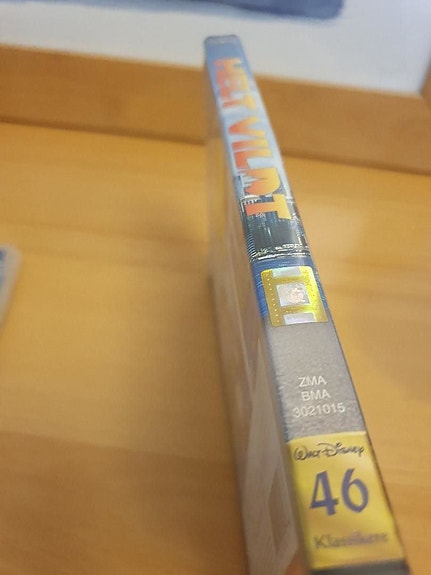 HELT VILDT
ZMA
BMA
3021015
WALT DISNEY
46
Klassikere